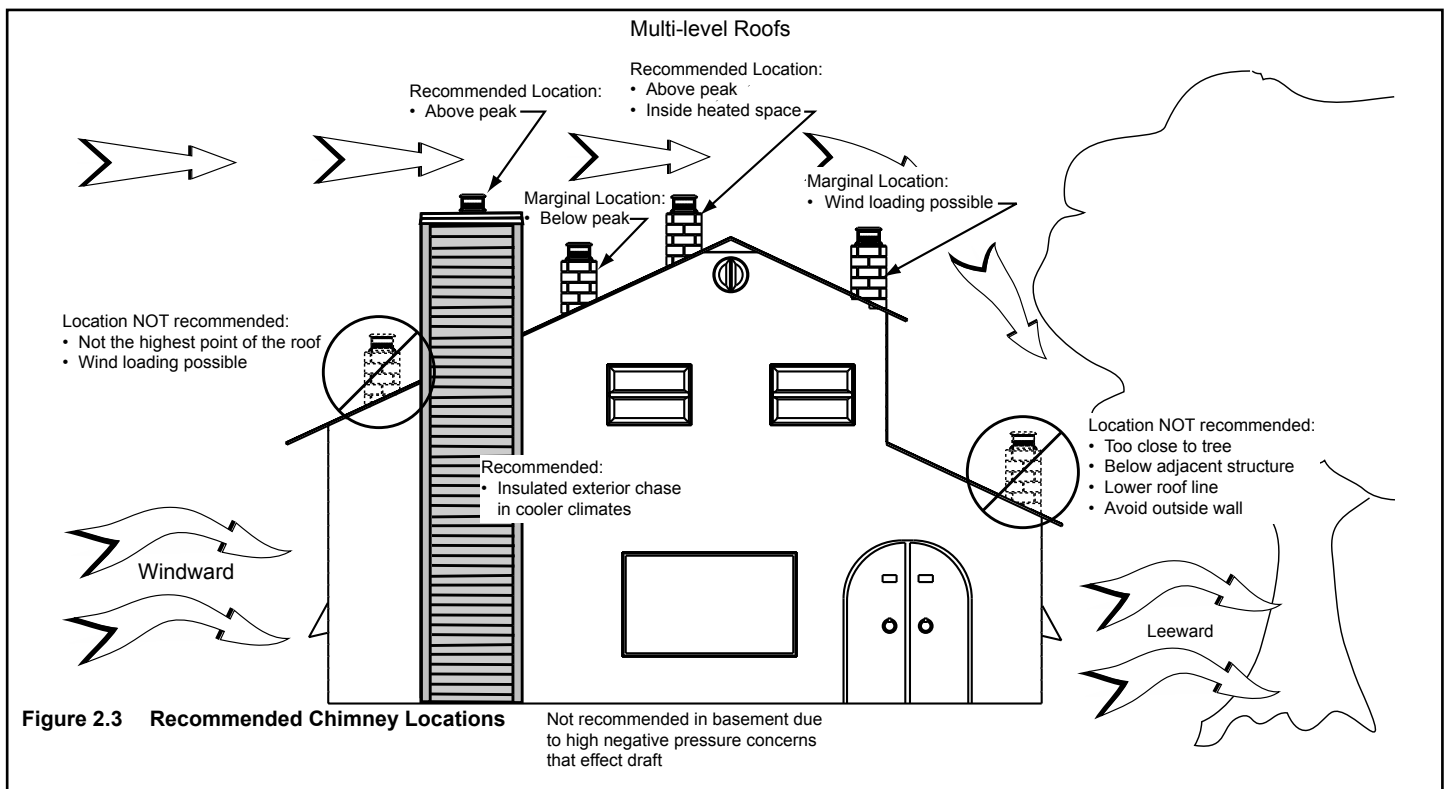 Multi-level Roofs
Recommended Location:
• Above peak
Recommended Location:
• Above peak
• Inside heated space
Marginal Location:
• Below peak
Marginal Location:
• Wind loading possible
Location NOT recommended:
• Not the highest point of the roof
• Wind loading possible
Recommended:
• Insulated exterior chase
in cooler climates
Location NOT recommended:
• Too close to tree
• Below adjacent structure
• Lower roof line
• Avoid outside wall
Windward
Leeward
Figure 2.3 Recommended Chimney Locations
Not recommended in basement due
to high negative pressure concerns
that effect draft